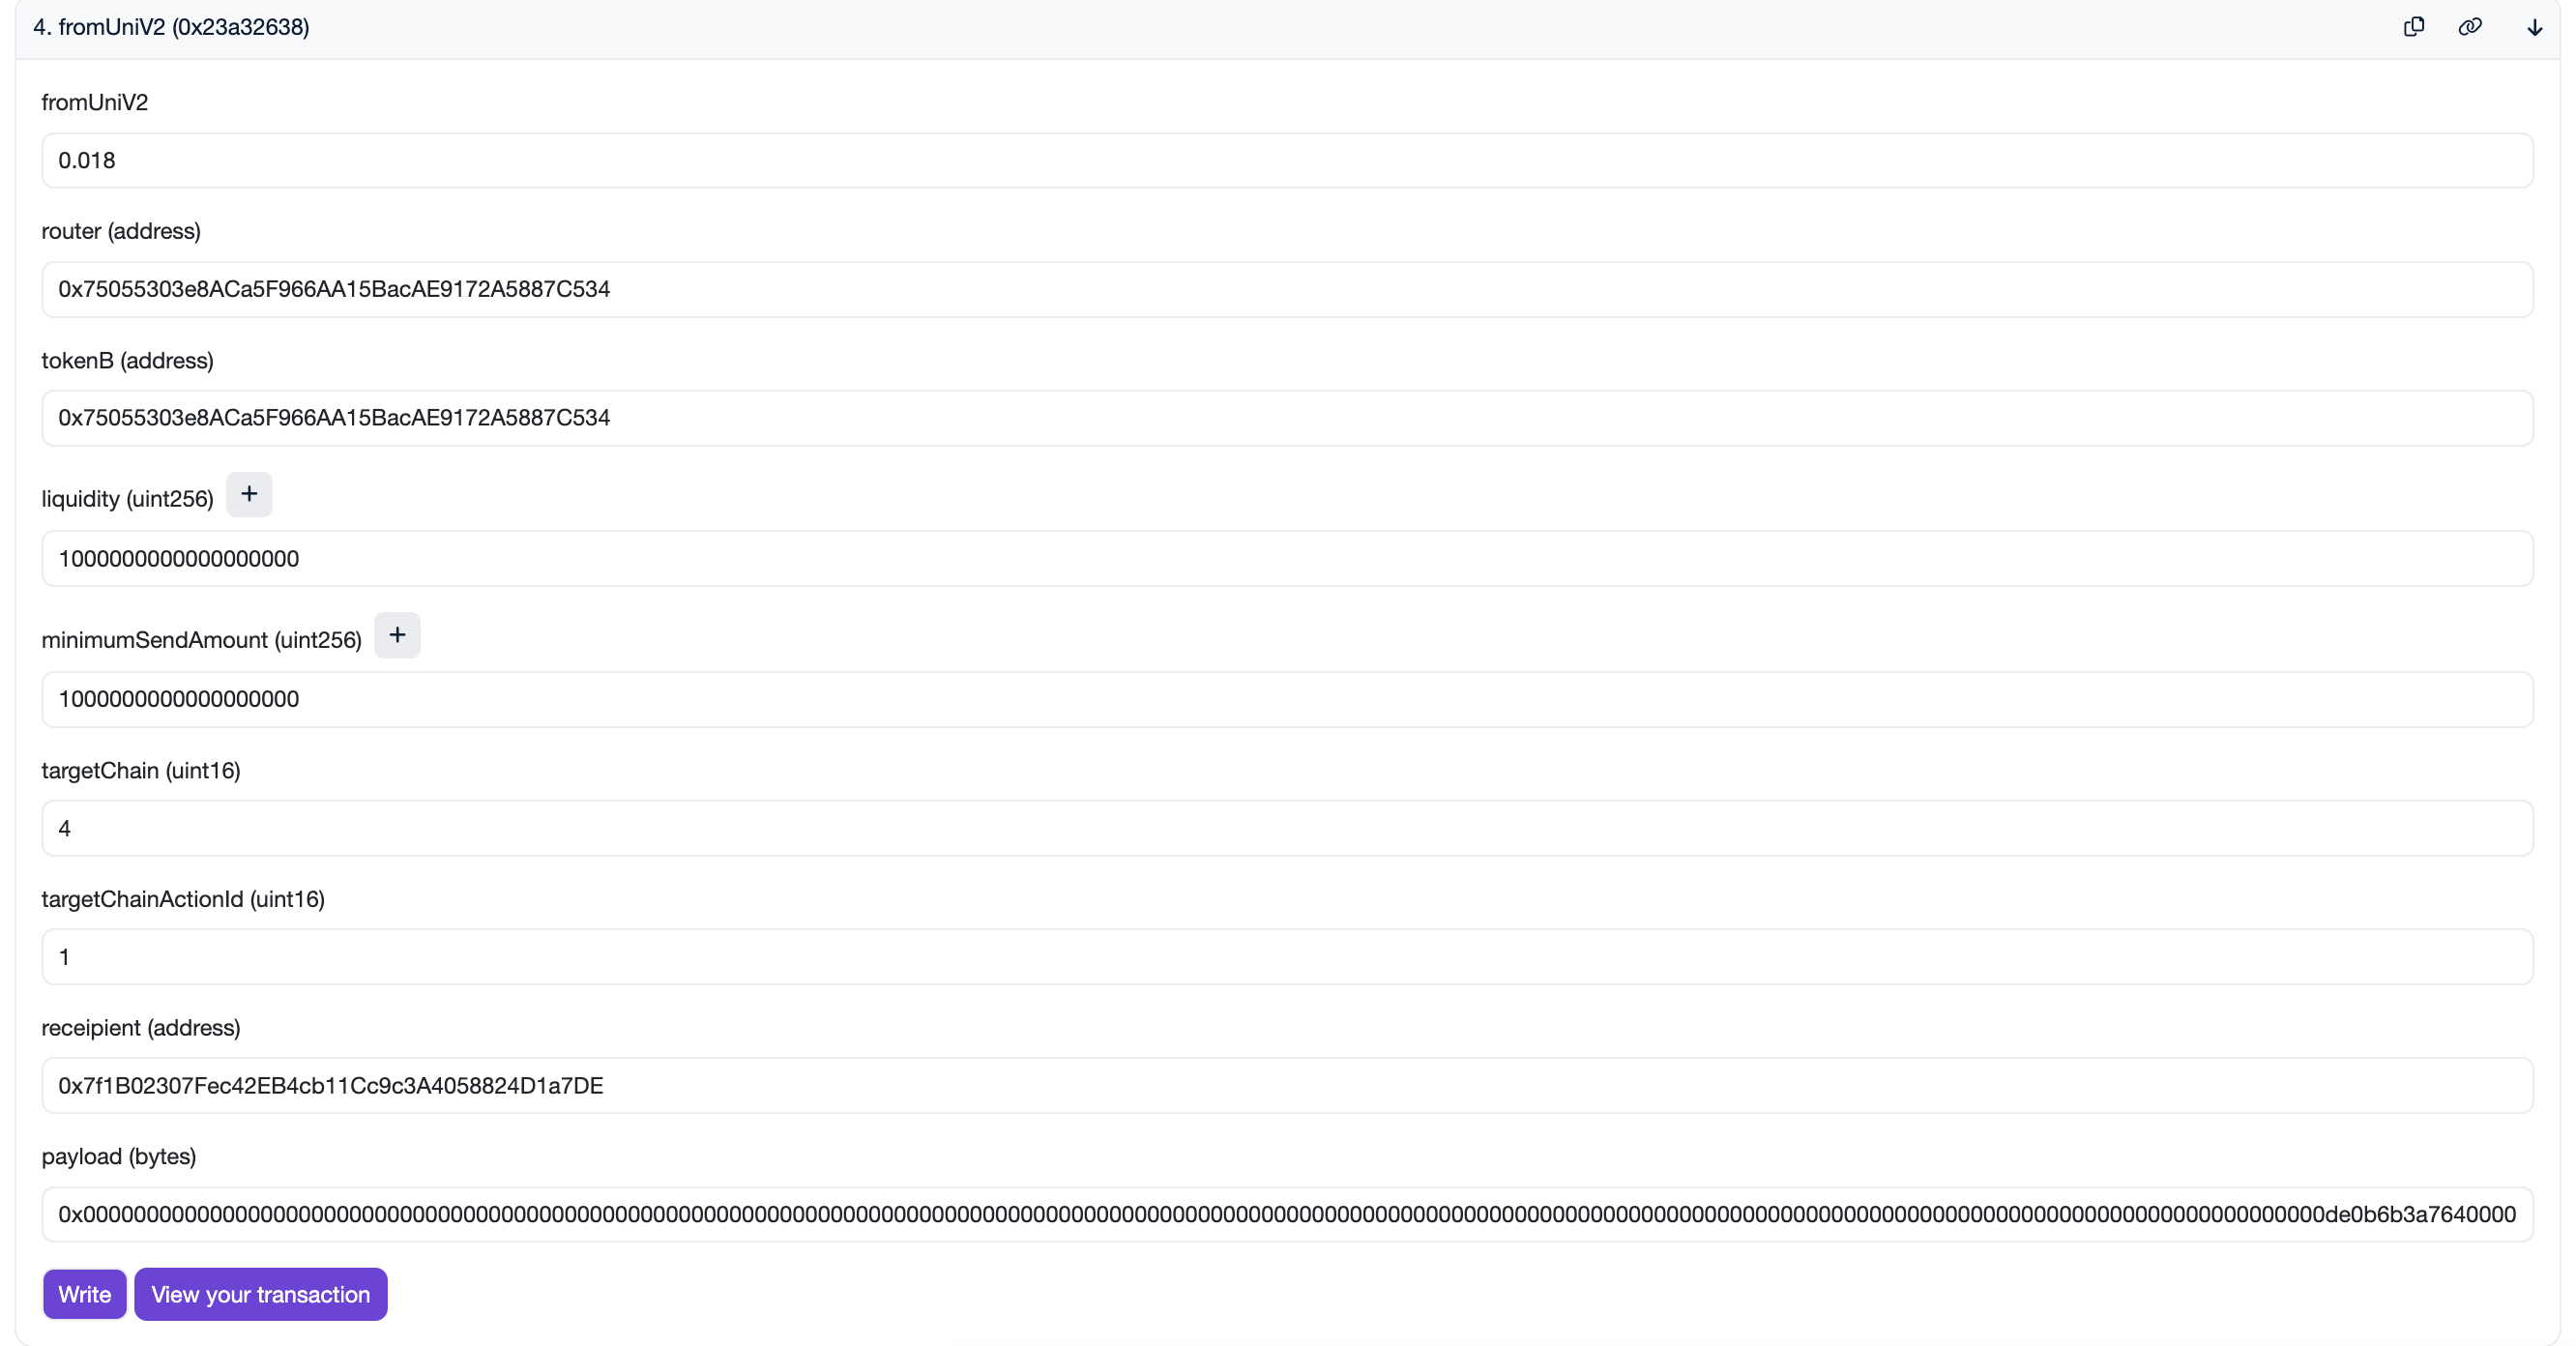 4. fromUniV2 (0x23a32638)
fromUniV2
0.018
router (address)
0x75055303e8ACa5F966AA15BacAE9172A5887C534
tokenB (address)
0x75055303e8ACa5F966AA15BacAE9172A5887C534
liquidity (uint256) +
1000000000000000000
minimumSendAmount (uint256) +
1000000000000000000
targetChain (uint16)
4
targetChainActionId (uint16)
1
receipient (address)
0x7f1B02307Fec42EB4cb11Cc9c3A4058824D1a7DE
payload (bytes)
0x000000000000000000000000000000000000000000000000000000000000000000000000000000000000000000000000000000000000000000000000000000000000000000000000000000000000000000000000000000000de0b6b3a7640000
Write View your transaction